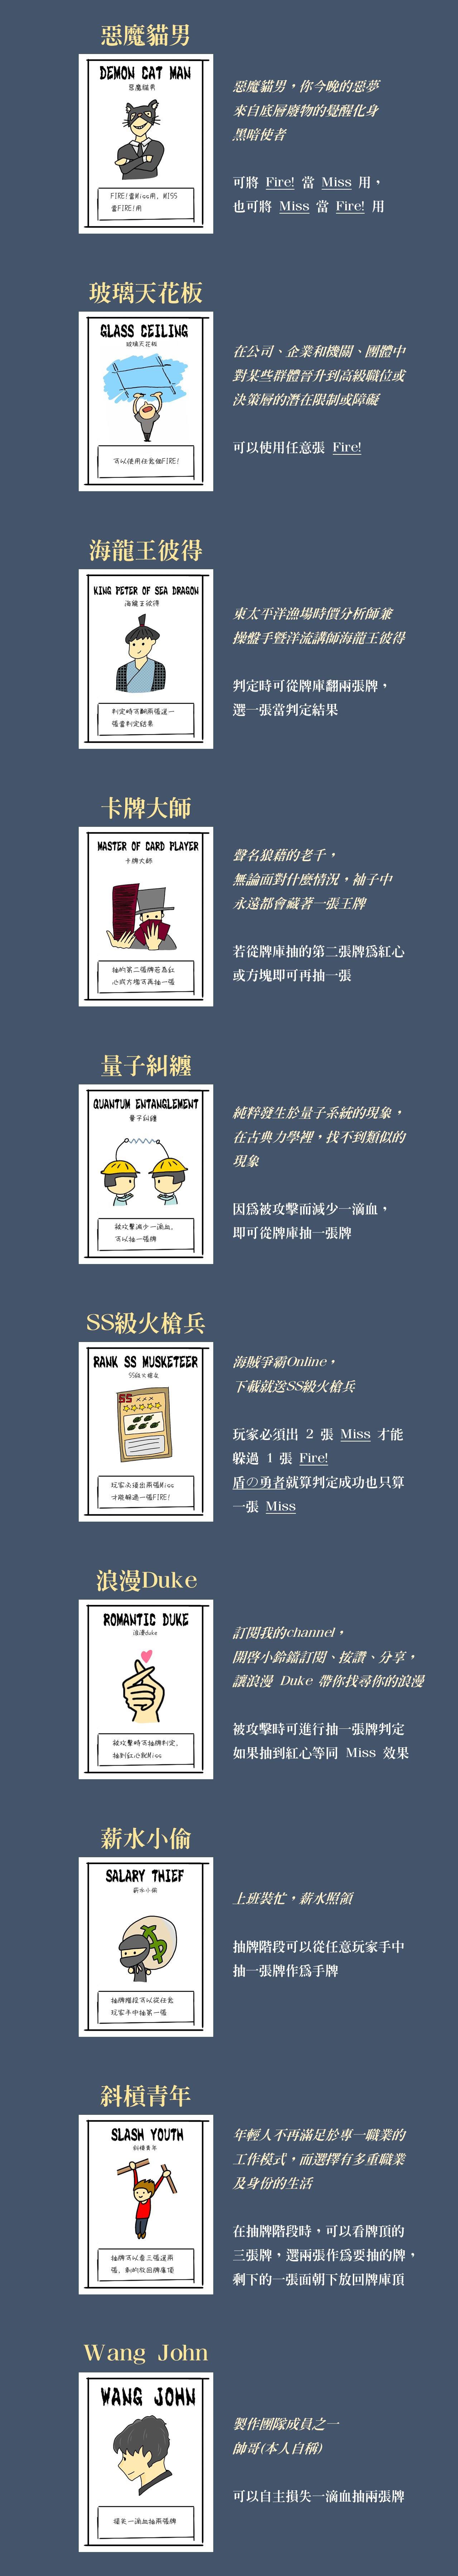 惡魔貓男
DEMON CAT MAN
惡魔貓男
FIRE!當Miss用, MISS
當FIRE!用
惡魔貓男，你今晚的惡夢
來自底層廢物的覺醒化身
黑暗使者
可將 Fire! 當 Miss 用，
也可將 Miss 當 Fire! 用
玻璃天花板
GLASS CEILING
玻璃天花板
可以使用任意個FIRE!
在公司、企業和機關、團體中
對某些群體晉升到高級職位或
決策層的潛在限制或障礙
可以使用任意張 Fire!
海龍王彼得
KING PETER OF SEA DRAGON
海龍王彼得
判定時可翻兩張選一
張當判定結果
東太平洋漁場時價分析師兼
操盤手暨洋流講師海龍王彼得
判定時可從牌庫翻兩張牌，
選一張當判定結果
卡牌大師
MASTER OF CARD PLAYER
卡牌大師
抽的第二張牌若為紅
心或方塊可再抽一張
聲名狼藉的老千，
無論面對什麼情況，袖子中
永遠都會藏著一張王牌
若從牌庫抽的第二張牌為紅心
或方塊即可再抽一張
量子糾纏
QUANTUM ENTANGLEMENT
量子糾纏
被攻擊減少一滴血,
可以抽一張牌
純粹發生於量子系統的現象，
在古典力學裡，找不到類似的
現象
因為被攻擊而減少一滴血，
即可從牌庫抽一張牌
SS級火槍兵
RANK SS MUSKETEER
SS級火槍兵
SS
玩家必須出兩張Miss
才能躲過一張FIRE!
海賊爭霸Online，
下載就送SS級火槍兵
玩家必須出 2 張 Miss 才能
躲過 1 張 Fire!
盾の勇者就算判定成功也只算
一張 Miss
浪漫Duke
ROMANTIC DUKE
浪漫duke
被攻擊時可抽牌判定,
抽到紅心就Miss
訂閱我的channel，
開啓小鈴鐺訂閱、按讚、分享，
讓浪漫 Duke 帶你找尋你的浪漫
被攻擊時可進行抽一張牌判定
如果抽到紅心等同 Miss 效果
薪水小偷
SALARY THIEF
薪水小偷
抽牌階段可以從任意
玩家手中抽第一張
上班裝忙，薪水照領
抽牌階段可以從任意玩家手中
抽一張牌作為手牌
斜槓青年
SLASH YOUTH
斜槓青年
抽牌可以看三張選兩
張, 剩的放回牌庫頂
年輕人不再滿足於專一職業的
工作模式，而選擇有多重職業
及身份的生活
在抽牌階段時，可以看牌頂的
三張牌，選兩張作為要抽的牌，
剩下的一張面朝下放回牌庫頂
Wang John
WANG JOHN
損失一滴血抽兩張牌
製作團隊成員之一
帥哥(本人自稱)
可以自主損失一滴血抽兩張牌